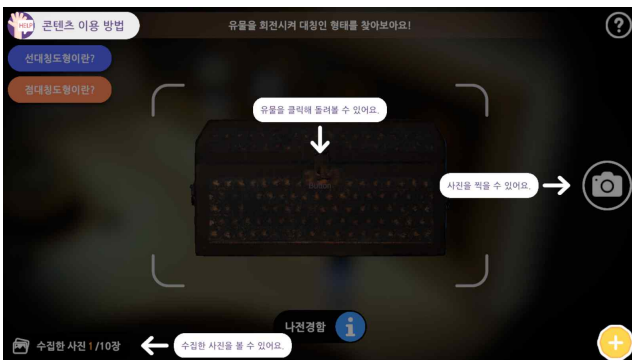 HELP 콘텐츠 이용 방법
유물을 회전시켜 대칭인 형태를 찾아보아요!
?
선대칭도형이란?
점대칭도형이란?
유물을 클릭해 돌려볼 수 있어요.
Button
사진을 찍을 수 있어요.
나전경함 i
수집한 사진 1 /10장
수집한 사진을 볼 수 있어요.
+